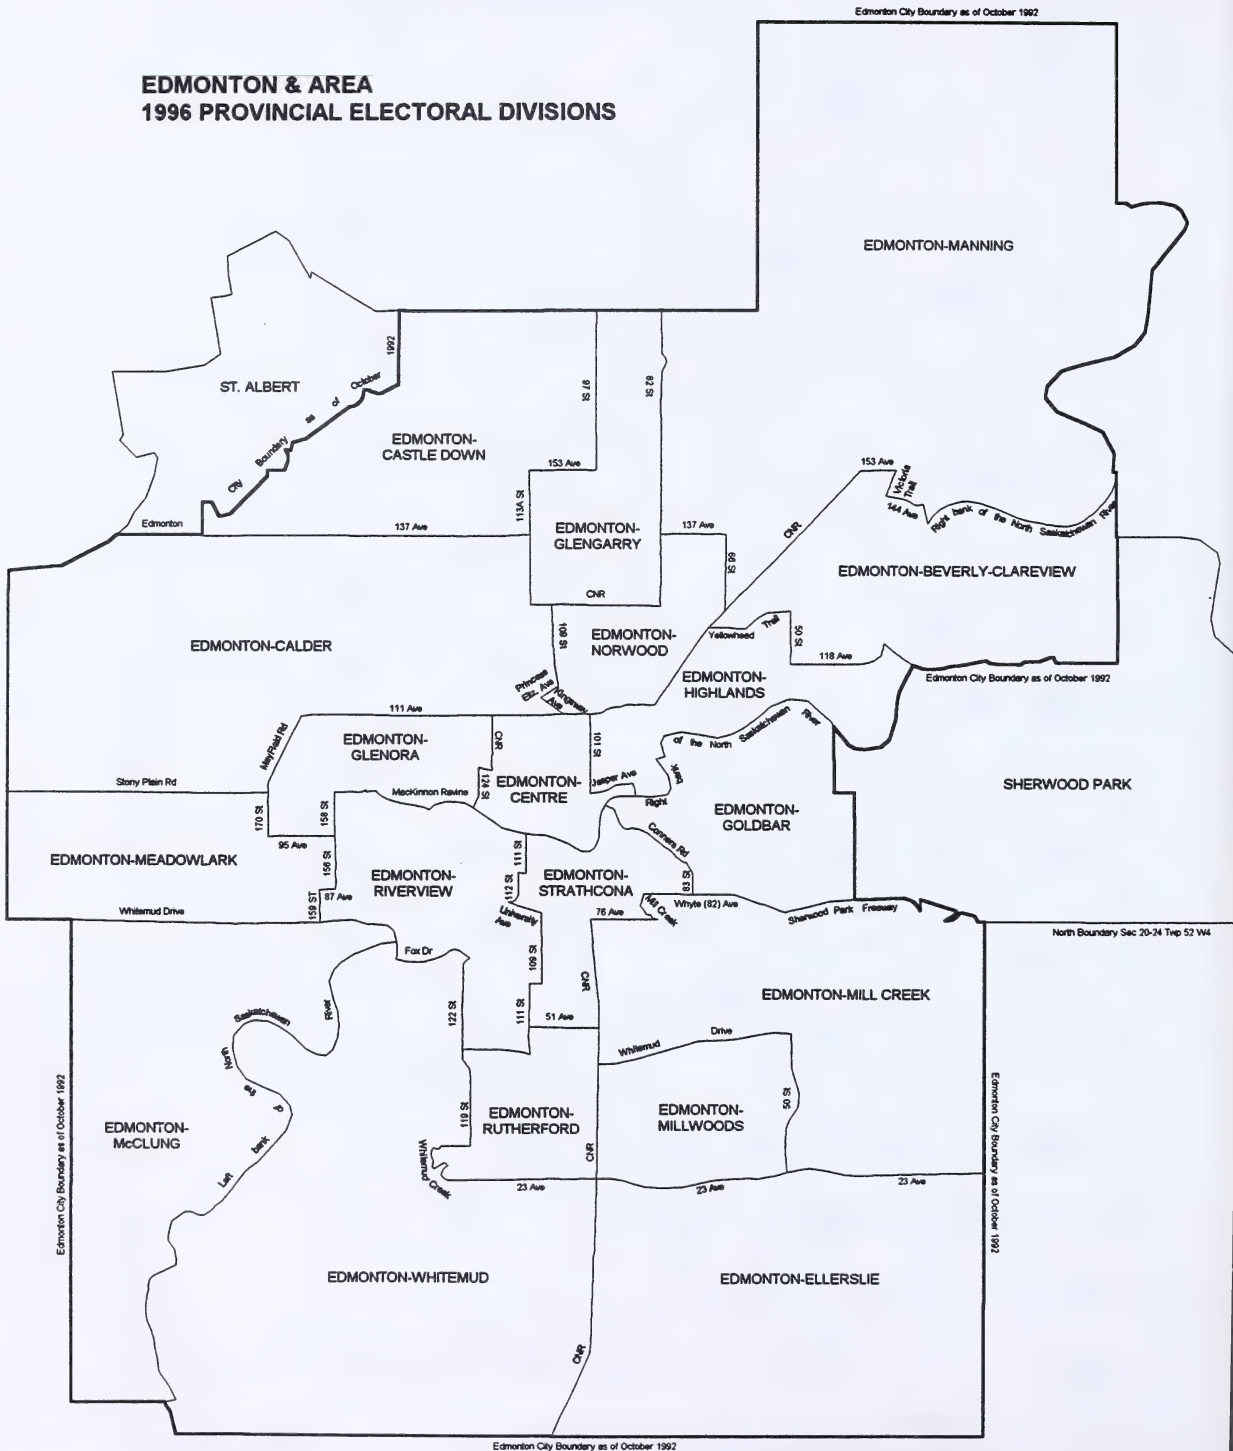 Edmonton City Boundary as of October 1992
EDMONTON & AREA
1996 PROVINCIAL ELECTORAL DIVISIONS
EDMONTON-MANNING
ST. ALBERT
City Boundary as of October 1992
97 St
82 St
EDMONTON-
CASTLE DOWN
153 Ave
153 Ave
Victoria
Trail
144 Ave
Right bank of the North Saskatchewan River
113A St
Edmonton
137 Ave
EDMONTON-
GLENGARRY
137 Ave
66 St
CNR
EDMONTON-BEVERLY-CLAREVIEW
CNR
109 St
EDMONTON-CALDER
EDMONTON-
NORWOOD
Yellowhead Trail
50 St
118 Ave
Edmonton City Boundary as of October 1992
Princess
Eliz. Ave
Kingsway
Ave
EDMONTON-
HIGHLANDS
111 Ave
Mayfield Rd
EDMONTON-
GLENORA
CNR
101 St
Right Bank of the North Saskatchewan River
Stony Plain Rd
MacKinnon Ravine
124 St
EDMONTON-
CENTRE
Jasper Ave
SHERWOOD PARK
170 St
158 St
95 Ave
EDMONTON-
GOLDBAR
Conners Rd
EDMONTON-MEADOWLARK
156 St
87 Ave
159 ST
EDMONTON-
RIVERVIEW
111 St
112 St
University
Ave
EDMONTON-
STRATHCONA
83 St
Mill Creek
Whyte (82) Ave
Sherwood Park Freeway
Whitemud Drive
76 Ave
North Boundary Sec 20-24 Twp 52 W4
Fox Dr
109 St
CNR
EDMONTON-MILL CREEK
Left bank of the North Saskatchewan River
122 St
111 St
51 Ave
Whitemud Drive
50 St
Edmonton City Boundary as of October 1992
EDMONTON-
McCLUNG
119 St
EDMONTON-
RUTHERFORD
EDMONTON-
MILLWOODS
CNR
Whitemud Creek
23 Ave
23 Ave
23 Ave
Edmonton City Boundary as of October 1992
EDMONTON-WHITEMUD
EDMONTON-ELLERSLIE
CNR
Edmonton City Boundary as of October 1992